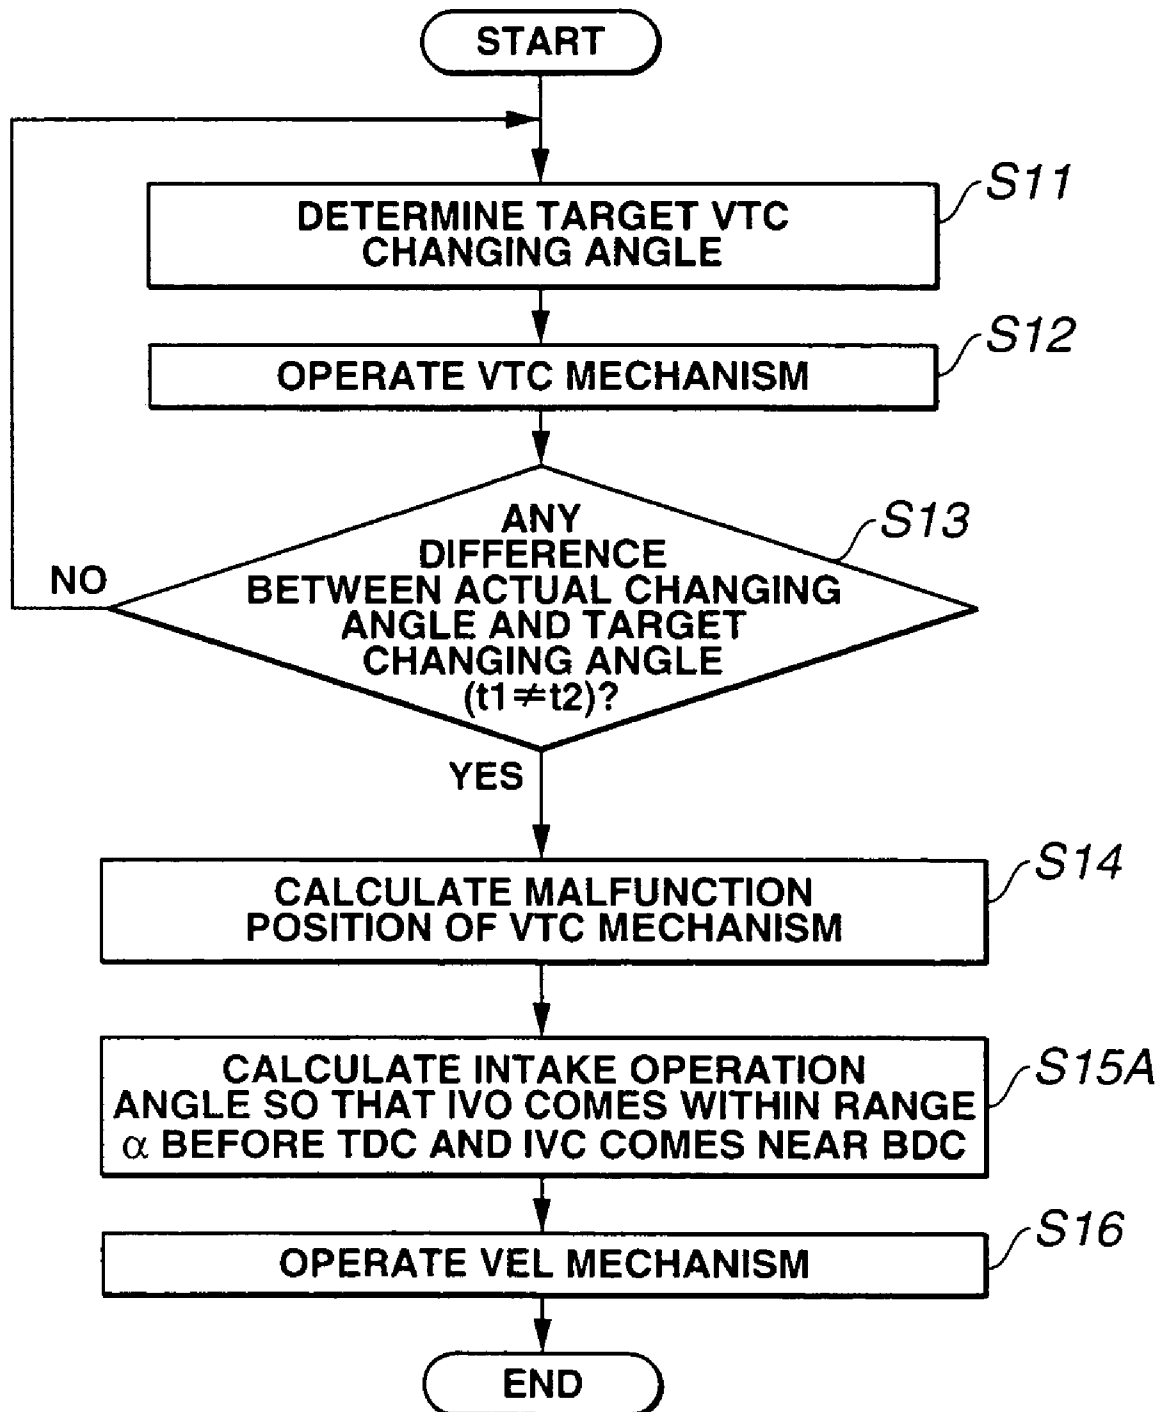 START
S11
DETERMINE TARGET VTC
CHANGING ANGLE
S12
OPERATE VTC MECHANISM
S13
ANY
DIFFERENCE
BETWEEN ACTUAL CHANGING
ANGLE AND TARGET
CHANGING ANGLE
(t1≠t2)?
NO
YES
S14
CALCULATE MALFUNCTION
POSITION OF VTC MECHANISM
S15A
CALCULATE INTAKE OPERATION
ANGLE SO THAT IVO COMES WITHIN RANGE
α BEFORE TDC AND IVC COMES NEAR BDC
S16
OPERATE VEL MECHANISM
END